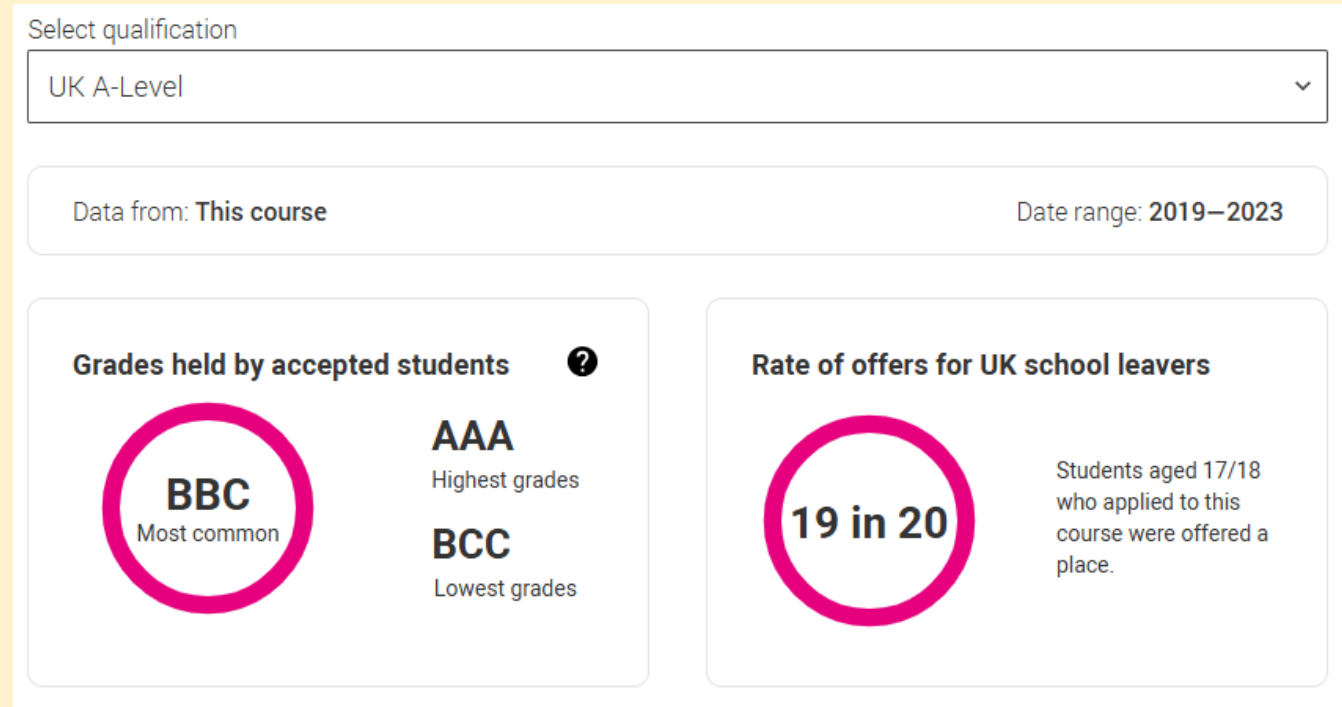 Select qualification
UK A-Level
Data from: This course
Date range: 2019—2023
Grades held by accepted students
?
BBC
Most common
AAA
Highest grades
BCC
Lowest grades
Rate of offers for UK school leavers
19 in 20
Students aged 17/18
who applied to this
course were offered a
place.